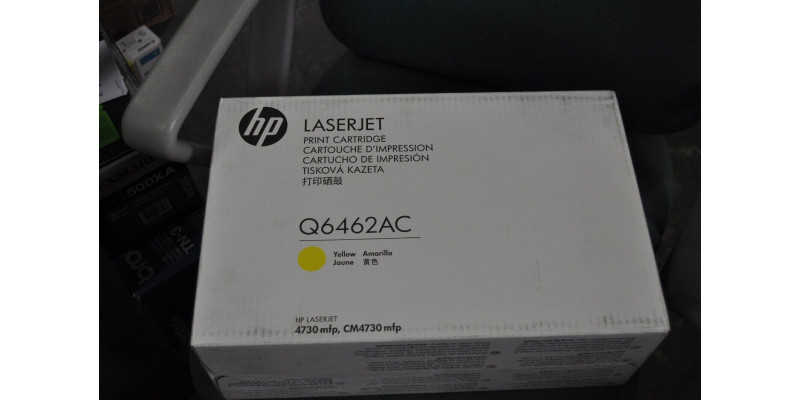 hp
LASERJET
PRINT CARTRIDGE
CARTOUCHE D'IMPRESSION
CARTUCHO DE IMPRESIÓN
TISKOVÁ KAZETA
打印硒鼓
Q6462AC
Yellow Amarillo
Jaune 黃色
HP LASERJET
4730 mfp, CM4730 mfp
500XA